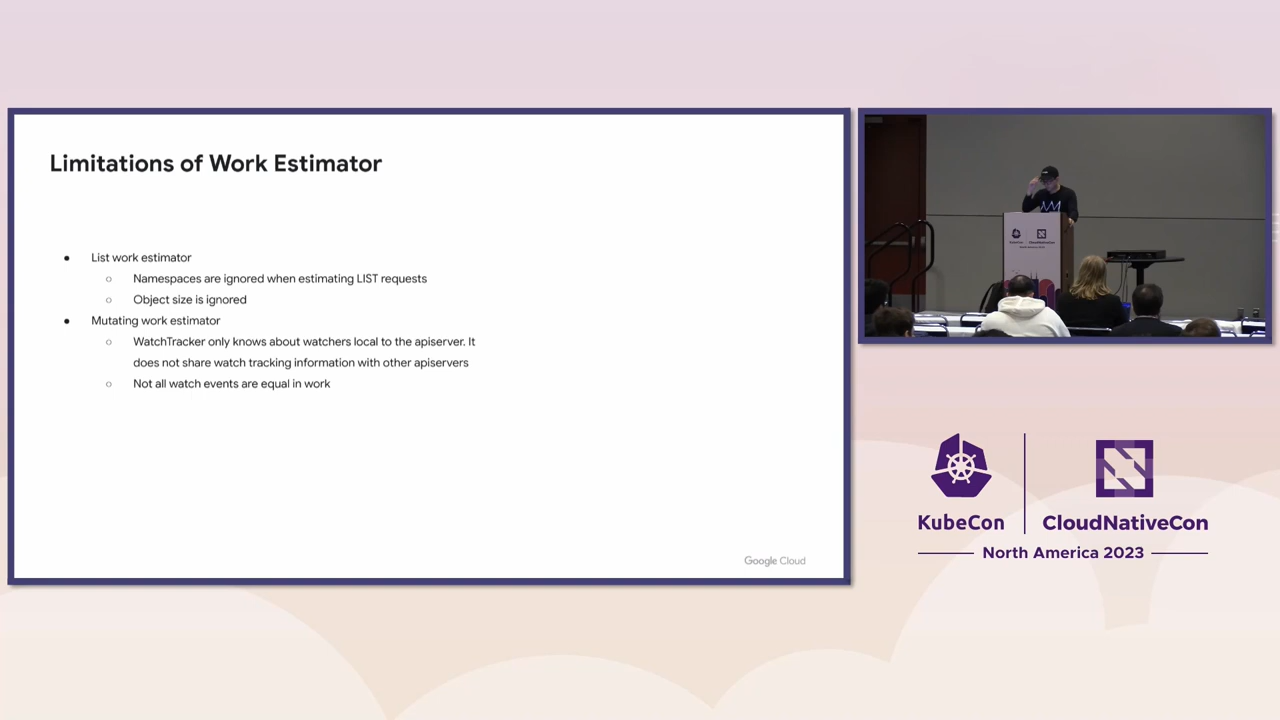 Limitations of Work Estimator
● List work estimator
○ Namespaces are ignored when estimating LIST requests
○ Object size is ignored
● Mutating work estimator
○ WatchTracker only knows about watchers local to the apiserver. It
does not share watch tracking information with other apiservers
○ Not all watch events are equal in work
Google Cloud
KubeCon
CloudNativeCon
North America 2023